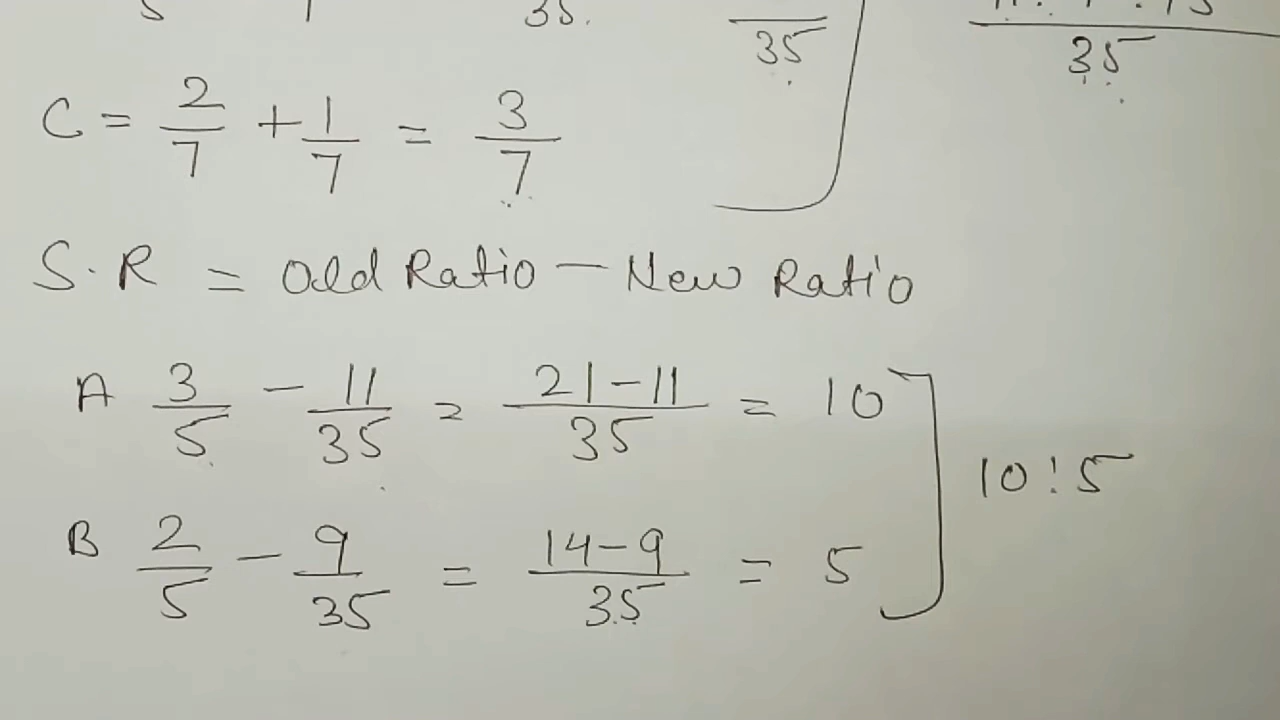 35.
35
35
C = 2/7 + 1/7 = 3/7
S.R = Old Ratio - New Ratio
A 3/5 - 11/35 = 21-11/35 = 10
10:5
B 2/5 - 9/35 = 14-9/35 = 5